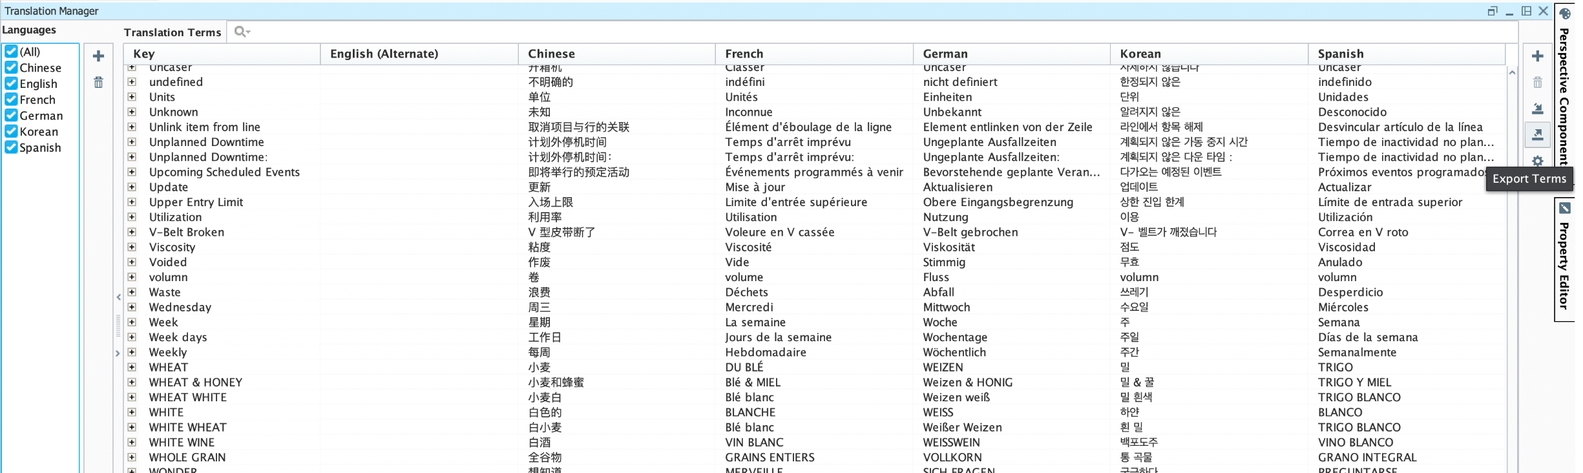 Translation Manager
Languages
Translation Terms
(All)
Chinese
English
French
German
Korean
Spanish
Key English (Alternate) Chinese French German Korean Spanish
Uncaser 开箱机 Classer Uncaser 자제하지 않습니다 Uncaser
undefined 不明确的 indéfini nicht definiert 한정되지 않은 indefinido
Units 单位 Unités Einheiten 단위 Unidades
Unknown 未知 Inconnue Unbekannt 알려지지 않은 Desconocido
Unlink item from line 取消项目与行的关联 Élément d'éboulage de la ligne Element entlinken von der Zeile 라인에서 항목 해제 Desvincular artículo de la línea
Unplanned Downtime 计划外停机时间 Temps d'arrêt imprévu Ungeplante Ausfallzeiten 계획되지 않은 가동 중지 시간 Tiempo de inactividad no plan...
Unplanned Downtime: 计划外停机时间： Temps d'arrêt imprévu: Ungeplante Ausfallzeiten: 계획되지 않은 다운 타임 : Tiempo de inactividad no plan...
Upcoming Scheduled Events 即将举行的预定活动 Événements programmés à venir Bevorstehende geplante Veran... 다가오는 예정된 이벤트 Próximos eventos programados
Update 更新 Mise à jour Aktualisieren 업데이트 Actualizar
Upper Entry Limit 入场上限 Limite d'entrée supérieure Obere Eingangsbegrenzung 상한 진입 한계 Límite de entrada superior
Utilization 利用率 Utilisation Nutzung 이용 Utilización
V-Belt Broken V 型皮带断了 Voleure en V cassée V-Belt gebrochen V- 벨트가 깨졌습니다 Correa en V roto
Viscosity 粘度 Viscosité Viskosität 점도 Viscosidad
Voided 作废 Vide Stimmig 무효 Anulado
volumn 卷 volume Fluss volumn volumn
Waste 浪费 Déchets Abfall 쓰레기 Desperdicio
Wednesday 周三 Mercredi Mittwoch 수요일 Miércoles
Week 星期 La semaine Woche 주 Semana
Week days 工作日 Jours de la semaine Wochentage 주일 Días de la semana
Weekly 每周 Hebdomadaire Wöchentlich 주간 Semanalmente
WHEAT 小麦 DU BLÉ WEIZEN 밀 TRIGO
WHEAT & HONEY 小麦和蜂蜜 Blé & MIEL Weizen & HONIG 밀 & 꿀 TRIGO Y MIEL
WHEAT WHITE 小麦白 Blé blanc Weizen weiß 밀 흰색 TRIGO BLANCO
WHITE 白色的 BLANCHE WEISS 하얀 BLANCO
WHITE WHEAT 白小麦 Blé blanc Weißer Weizen 흰 밀 TRIGO BLANCO
WHITE WINE 白酒 VIN BLANC WEISSWEIN 백포도주 VINO BLANCO
WHOLE GRAIN 全谷物 GRAINS ENTIERS VOLLKORN 통 곡물 GRANO INTEGRAL
WONDER 想知道 MERVEILLE SICH FRAGEN 궁금하다 PREGUNTARSE
Export Terms
Perspective Component
Property Editor